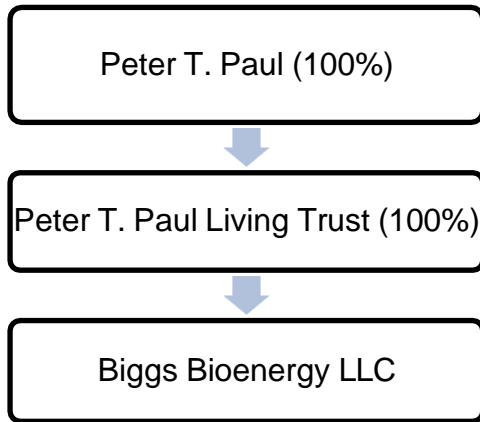 Peter T. Paul (100%)
Peter T. Paul Living Trust (100%)
Biggs Bioenergy LLC